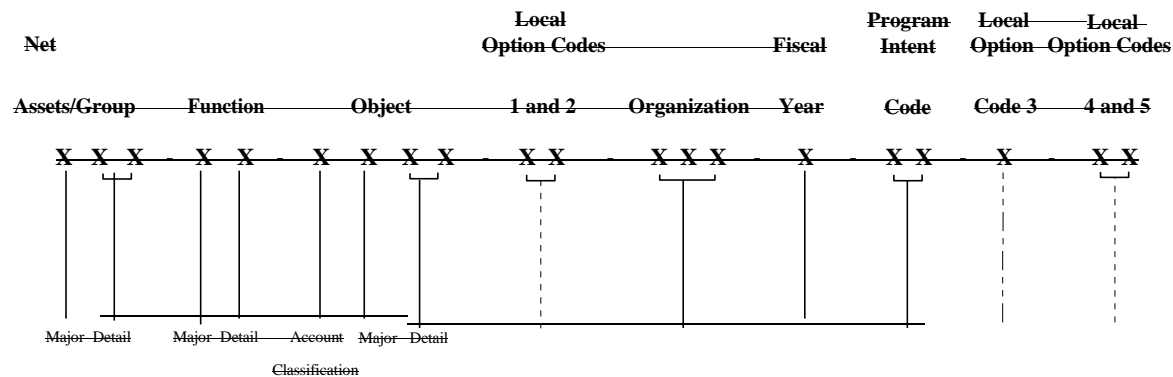 Local Program Local Local
Net Option Codes Fiscal Intent Option Option Codes
Assets/Group Function Object 1 and 2 Organization Year Code Code 3 4 and 5
X X X - X X - X X X X - X X - X X X - X - X X - X - X X
Major Detail Major Detail Account Major Detail
Classification